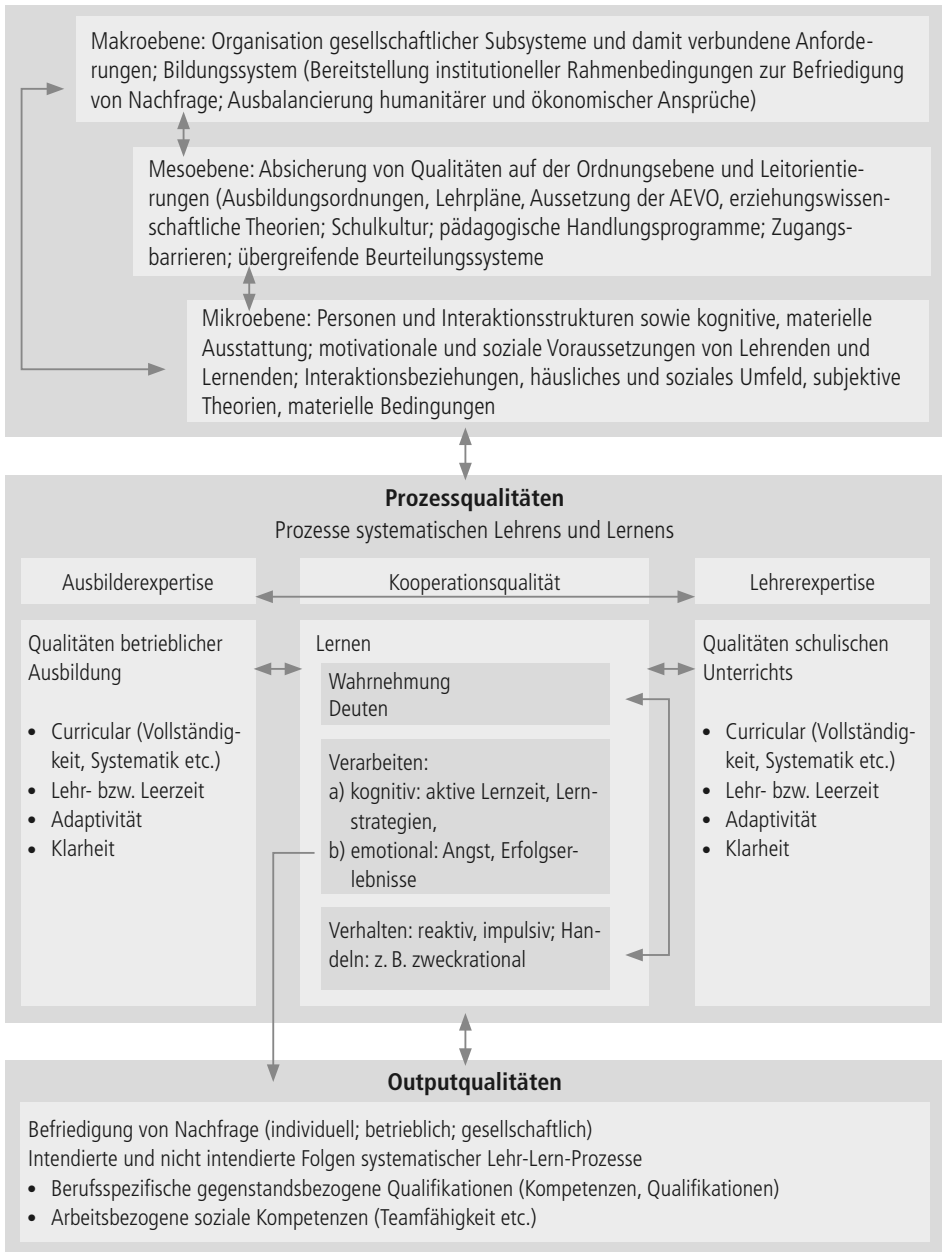 Makroebene: Organisation gesellschaftlicher Subsysteme und damit verbundene Anforde-
rungen; Bildungssystem (Bereitstellung institutioneller Rahmenbedingungen zur Befriedigung
von Nachfrage; Ausbalancierung humanitärer und ökonomischer Ansprüche)
Mesoebene: Absicherung von Qualitäten auf der Ordnungsebene und Leitorientie-
rungen (Ausbildungsordnungen, Lehrpläne, Aussetzung der AEVO, erziehungswissen-
schaftliche Theorien; Schulkultur; pädagogische Handlungsprogramme; Zugangs-
barrieren; übergreifende Beurteilungssysteme
Mikroebene: Personen und Interaktionsstrukturen sowie kognitive, materielle
Ausstattung; motivationale und soziale Voraussetzungen von Lehrenden und
Lernenden; Interaktionsbeziehungen, häusliches und soziales Umfeld, subjektive
Theorien, materielle Bedingungen
Prozessqualitäten
Prozesse systematischen Lehrens und Lernens
Ausbilderexpertise
Kooperationsqualität
Lehrerexpertise
Qualitäten betrieblicher
Ausbildung
• Curricular (Vollständig-
keit, Systematik etc.)
• Lehr- bzw. Leerzeit
• Adaptivität
• Klarheit
Lernen
Wahrnehmung
Deuten
Verarbeiten:
a) kognitiv: aktive Lernzeit, Lern-
strategien,
b) emotional: Angst, Erfolgser-
lebnisse
Verhalten: reaktiv, impulsiv; Han-
deln: z. B. zweckrational
Qualitäten schulischen
Unterrichts
• Curricular (Vollständig-
keit, Systematik etc.)
• Lehr- bzw. Leerzeit
• Adaptivität
• Klarheit
Outputqualitäten
Befriedigung von Nachfrage (individuell; betrieblich; gesellschaftlich)
Intendierte und nicht intendierte Folgen systematischer Lehr-Lern-Prozesse
• Berufsspezifische gegenstandsbezogene Qualifikationen (Kompetenzen, Qualifikationen)
• Arbeitsbezogene soziale Kompetenzen (Teamfähigkeit etc.)